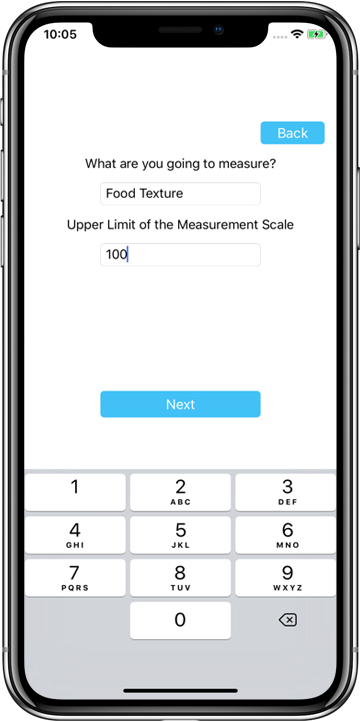 10:05
Back
What are you going to measure?
Food Texture
Upper Limit of the Measurement Scale
100
Next
1 2 3
ABC DEF
4 5 6
GHI JKL MNO
7 8 9
PQRS TUV WXYZ
0